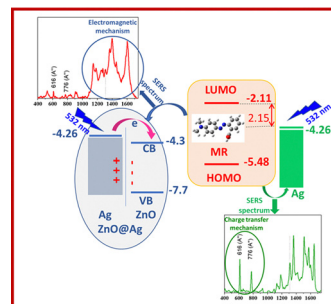 Electromagnetic
mechanism
616 (A")
776 (A")
400 600 800 1000 1200 1400 1600
SERS
spectrum
532 nm
-4.26
e
CB
-4.3
VB
-7.7
Ag
ZnO
ZnO@Ag
LUMO
-2.11
2.15
MR
-5.48
HOMO
532 nm
-4.26
Ag
SERS
spectrum
Charge transfer
mechanism
616 (A")
776 (A")
400 600 800 1000 1200 1400 1600